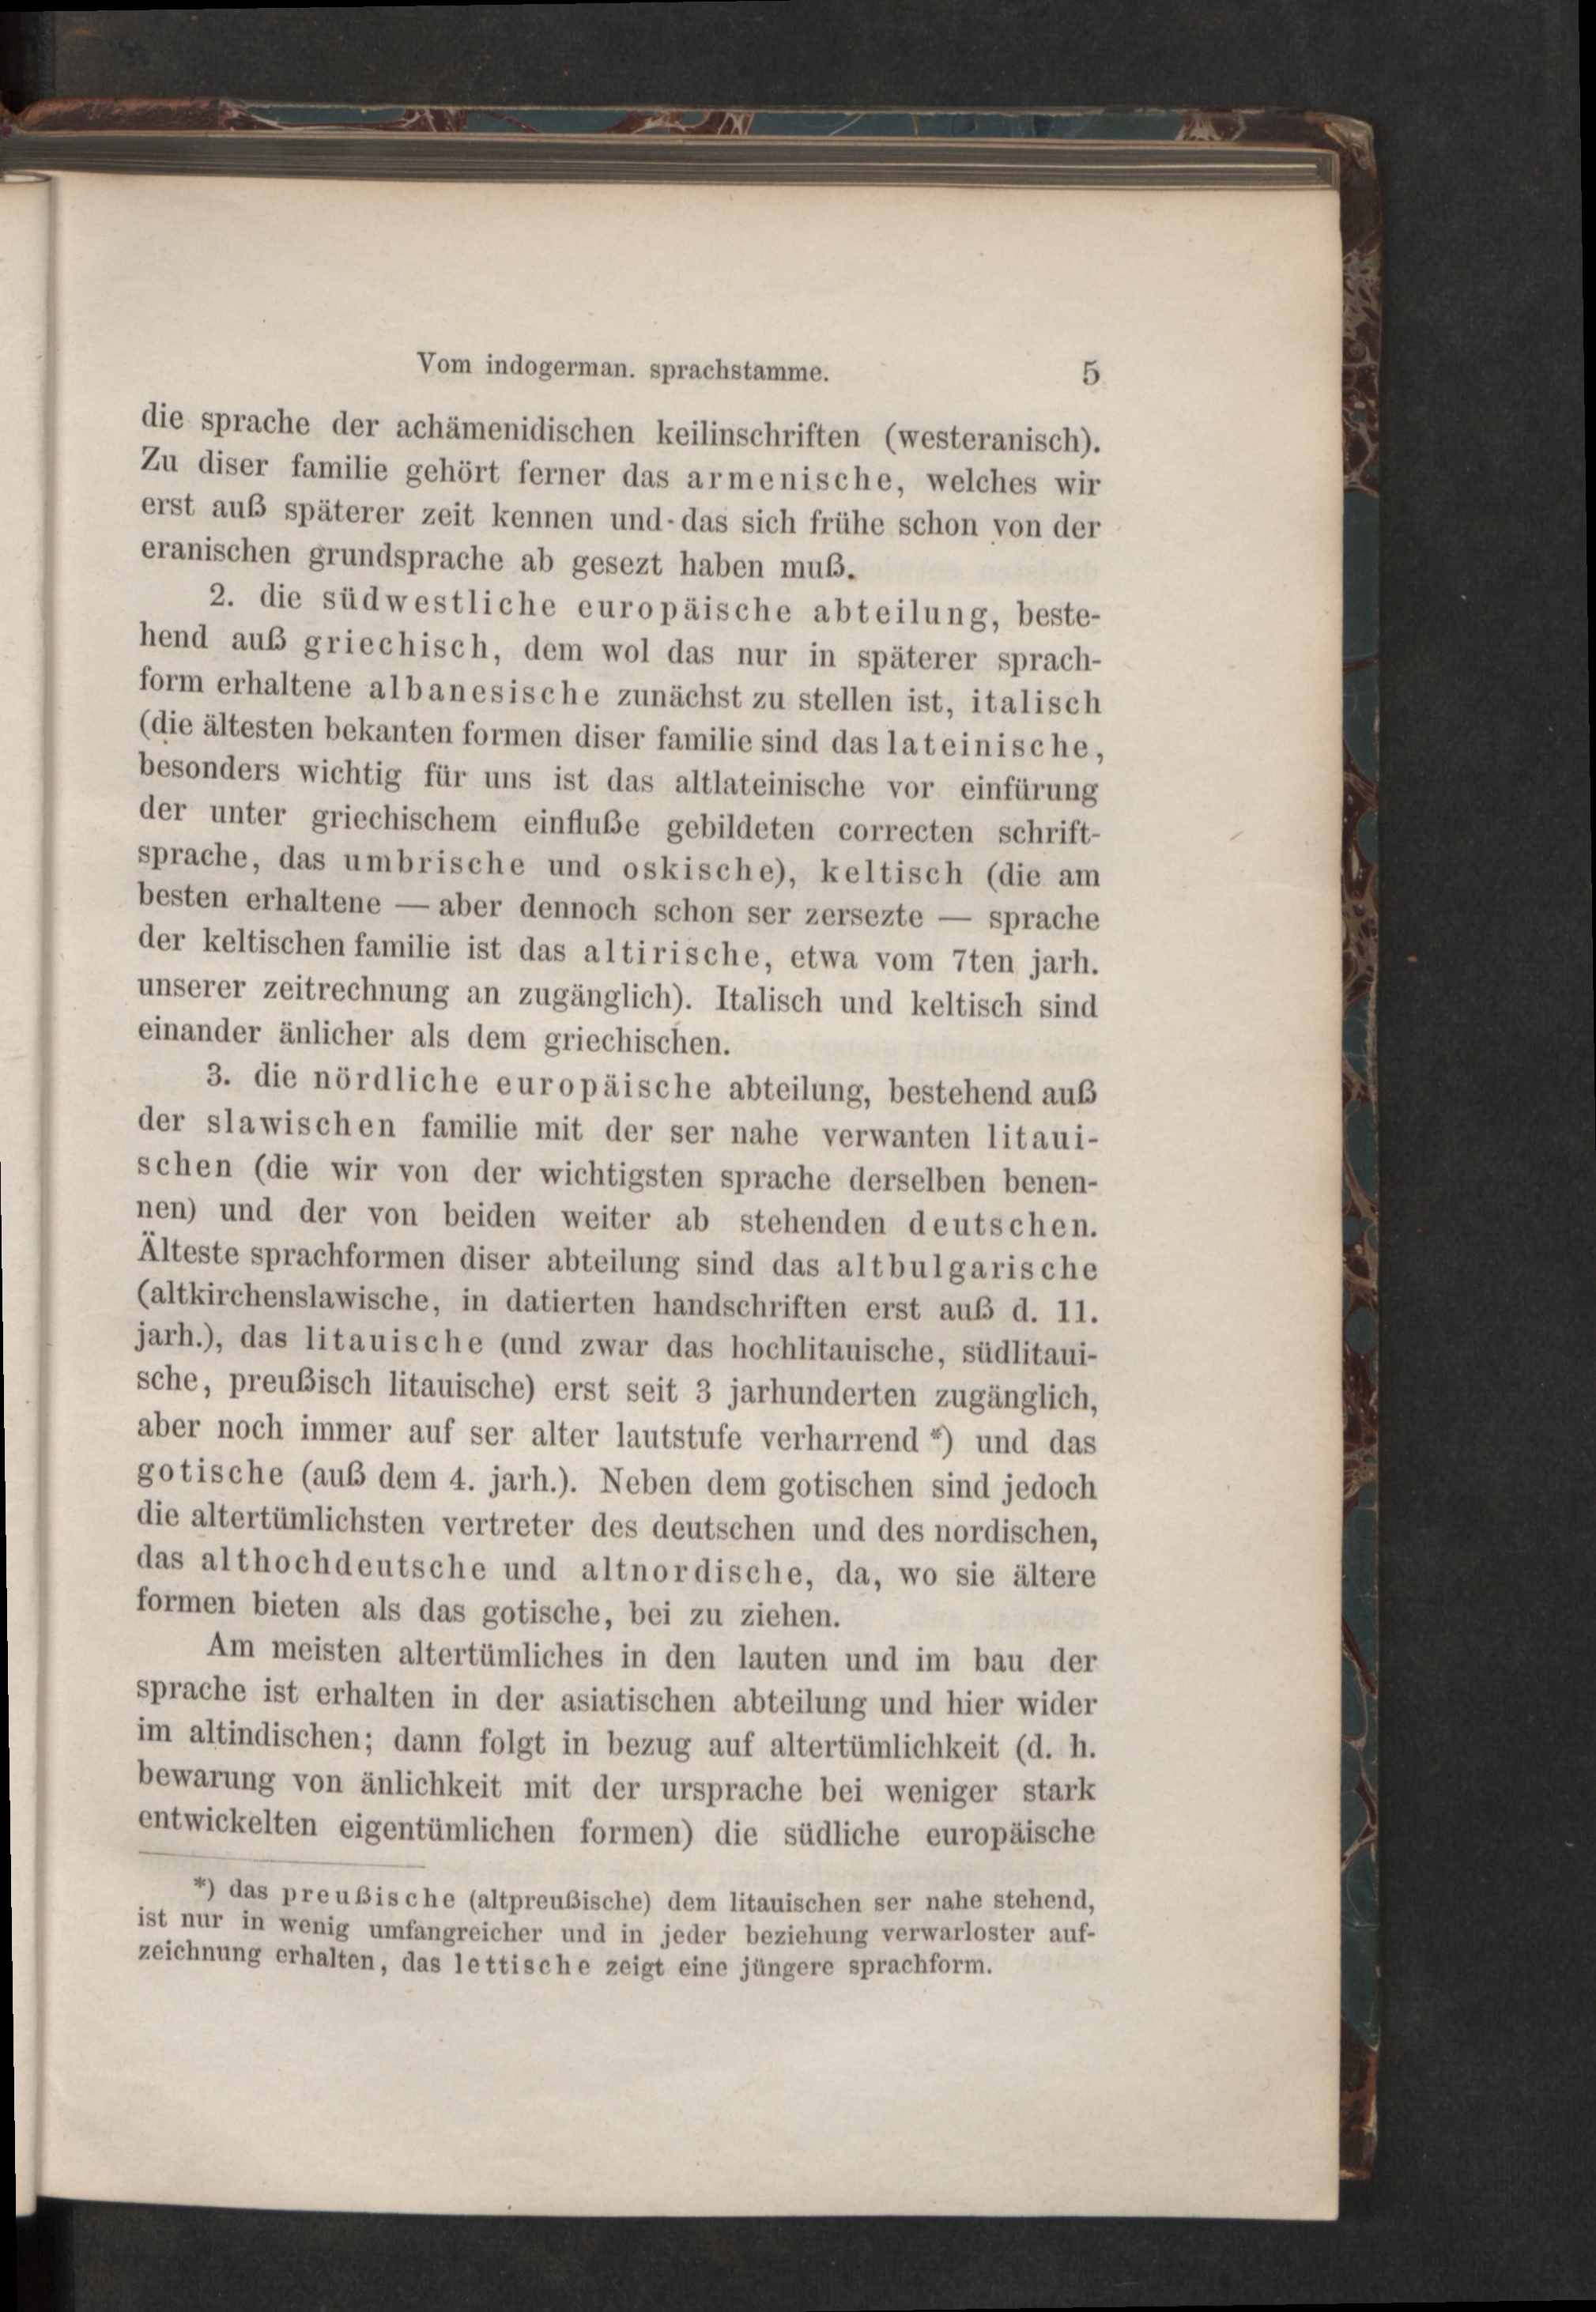 Vom indogerman. sprachstamme. 5
die sprache der achämenidischen keilinschriften (westeranisch).
Zu diser familie gehört ferner das armenische, welches wir
erst auß späterer zeit kennen und das sich frühe schon von der
eranischen grundsprache ab gesezt haben muß.
2. die südwestliche europäische abteilung, beste-
hend auß griechisch, dem wol das nur in späterer sprach-
form erhaltene albanesische zunächst zu stellen ist, italisch
(die ältesten bekanten formen diser familie sind das lateinische,
besonders wichtig für uns ist das altlateinische vor einfürung
der unter griechischem einfluße gebildeten correcten schrift-
sprache, das umbrische und oskische), keltisch (die am
besten erhaltene — aber dennoch schon ser zersezte — sprache
der keltischen familie ist das altirische, etwa vom 7ten jarh.
unserer zeitrechnung an zugänglich). Italisch und keltisch sind
einander änlicher als dem griechischen.
3. die nördliche europäische abteilung, bestehend auß
der slawischen familie mit der ser nahe verwanten litaui-
schen (die wir von der wichtigsten sprache derselben benen-
nen) und der von beiden weiter ab stehenden deutschen.
Älteste sprachformen diser abteilung sind das altbulgarische
(altkirchenslawische, in datierten handschriften erst auß d. 11.
jarh.), das litauische (und zwar das hochlitauische, südlitaui-
sche, preußisch litauische) erst seit 3 jarhunderten zugänglich,
aber noch immer auf ser alter lautstufe verharrend *) und das
gotische (auß dem 4. jarh.). Neben dem gotischen sind jedoch
die altertümlichsten vertreter des deutschen und des nordischen,
das althochdeutsche und altnordische, da, wo sie ältere
formen bieten als das gotische, bei zu ziehen.
Am meisten altertümliches in den lauten und im bau der
sprache ist erhalten in der asiatischen abteilung und hier wider
im altindischen; dann folgt in bezug auf altertümlichkeit (d. h.
bewarung von änlichkeit mit der ursprache bei weniger stark
entwickelten eigentümlichen formen) die südliche europäische
*) das preußische (altpreußische) dem litauischen ser nahe stehend,
ist nur in wenig umfangreicher und in jeder beziehung verwarloster auf-
zeichnung erhalten, das lettische zeigt eine jüngere sprachform.